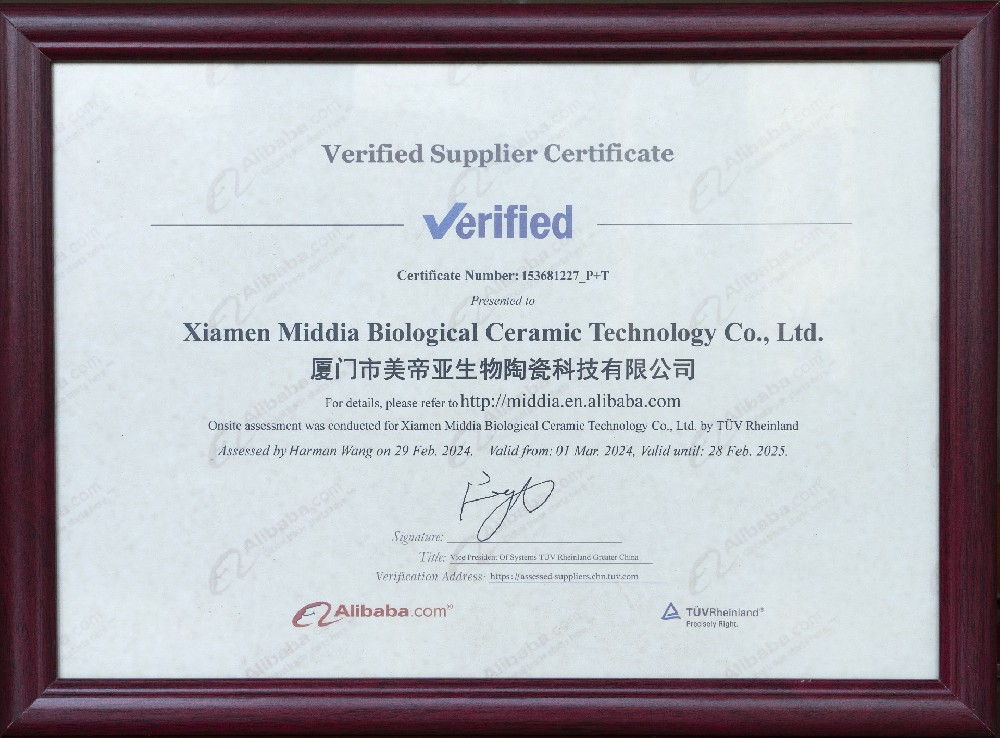 Verified Supplier Certificate
Verified
Certificate Number: 153681227_P+T
Presented to
Xiamen Middia Biological Ceramic Technology Co., Ltd.
厦门市美帝亚生物陶瓷科技有限公司
For details, please refer to http://middia.en.alibaba.com
Onsite assessment was conducted for Xiamen Middia Biological Ceramic Technology Co., Ltd. by TÜV Rheinland
Assessed by Harman Wang on 29 Feb. 2024. Valid from: 01 Mar. 2024, Valid until: 28 Feb. 2025.
Signature:
Title: Vice President Of Systems TÜV Rheinland Greater China
Verification Address: https://assessed-suppliers.chn.tuv.com
Alibaba.com®
TÜVRheinland®
Precisely Right.